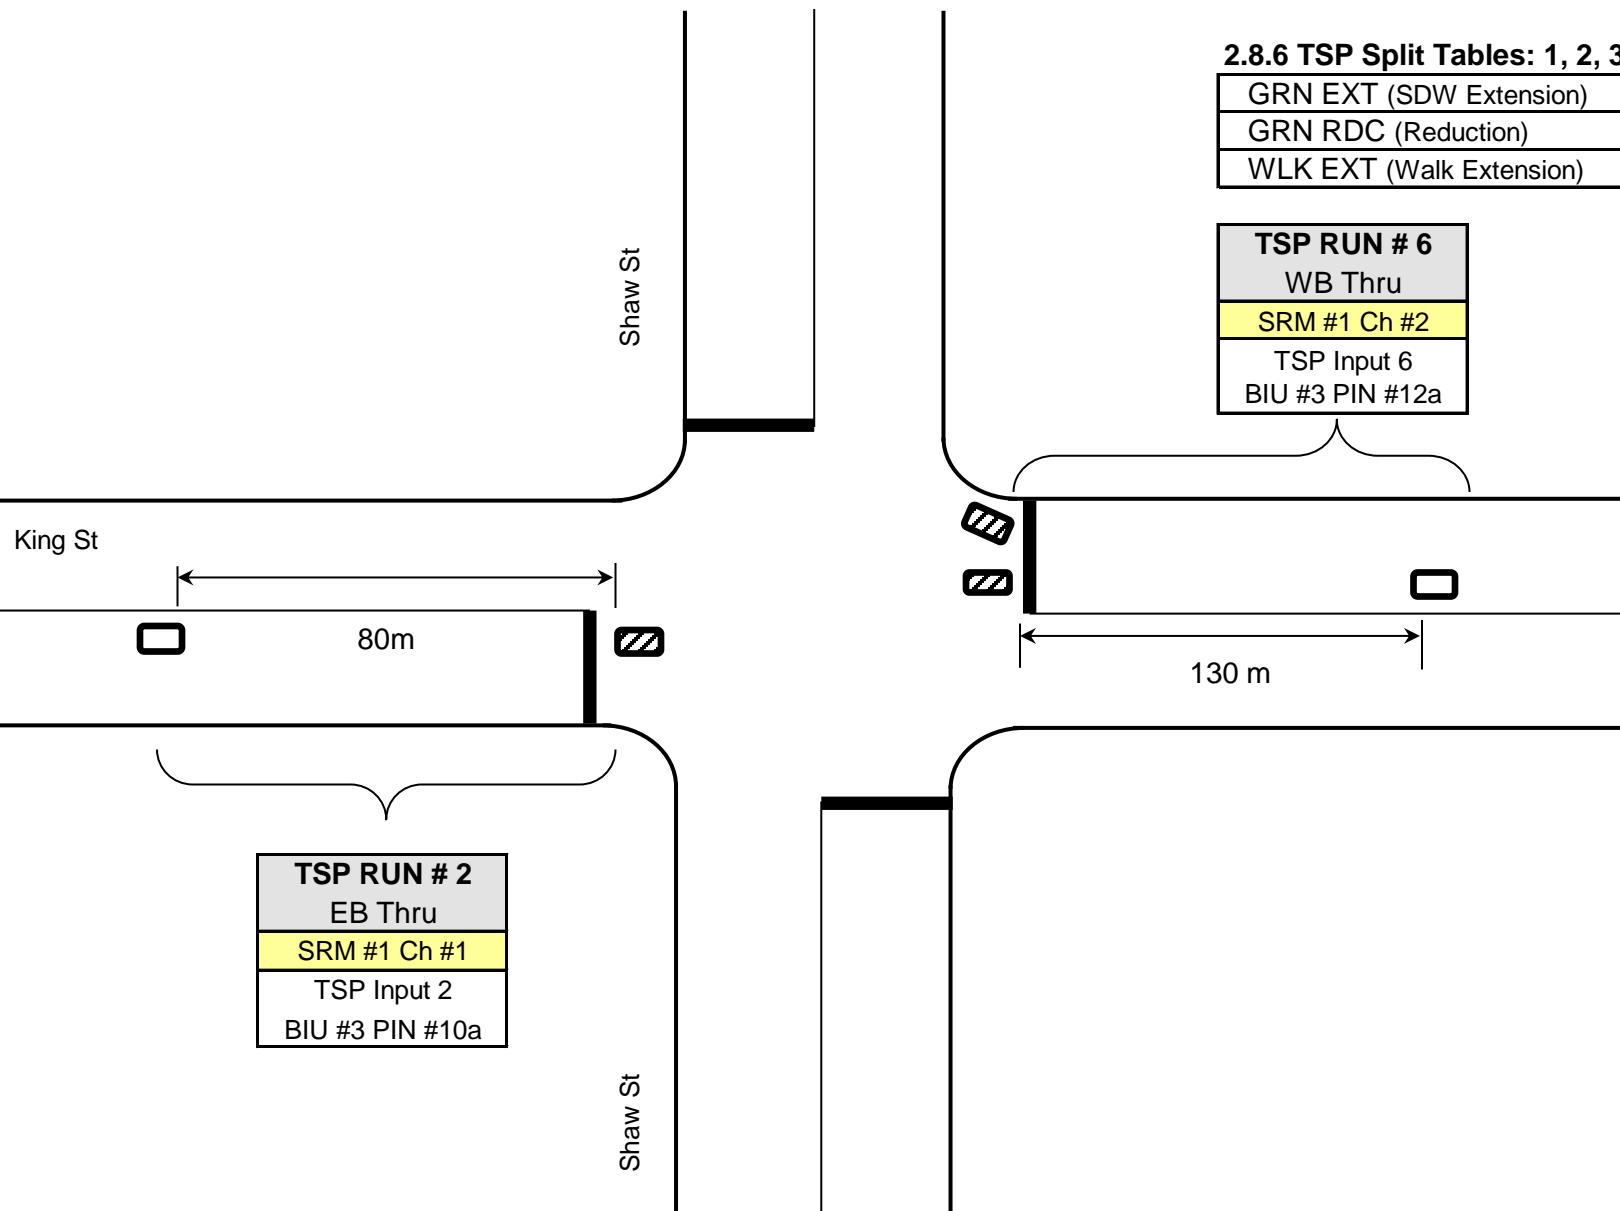 2.8.6 TSP Split Tables: 1, 2, 3
GRN EXT (SDW Extension)
GRN RDC (Reduction)
WLK EXT (Walk Extension)
Shaw St
TSP RUN # 6
WB Thru
SRM #1 Ch #2
TSP Input 6
BIU #3 PIN #12a
King St
80m
130 m
TSP RUN # 2
EB Thru
SRM #1 Ch #1
TSP Input 2
BIU #3 PIN #10a
Shaw St